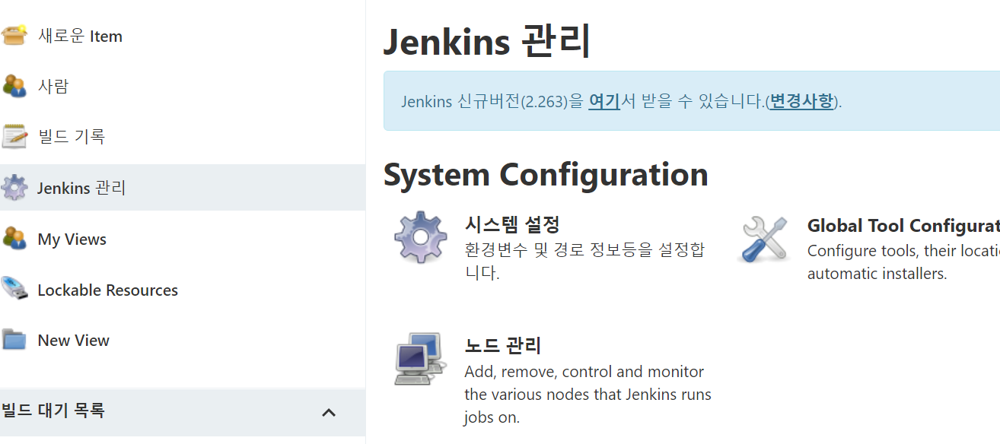 새로운 Item
사람
빌드 기록
Jenkins 관리
My Views
Lockable Resources
New View
빌드 대기 목록
Jenkins 관리
Jenkins 신규버전(2.263)을 여기서 받을 수 있습니다.(변경사항).
System Configuration
시스템 설정
환경변수 및 경로 정보등을 설정합
니다.
Global Tool Configurat
Configure tools, their locati
automatic installers.
노드 관리
Add, remove, control and monitor
the various nodes that Jenkins runs
jobs on.